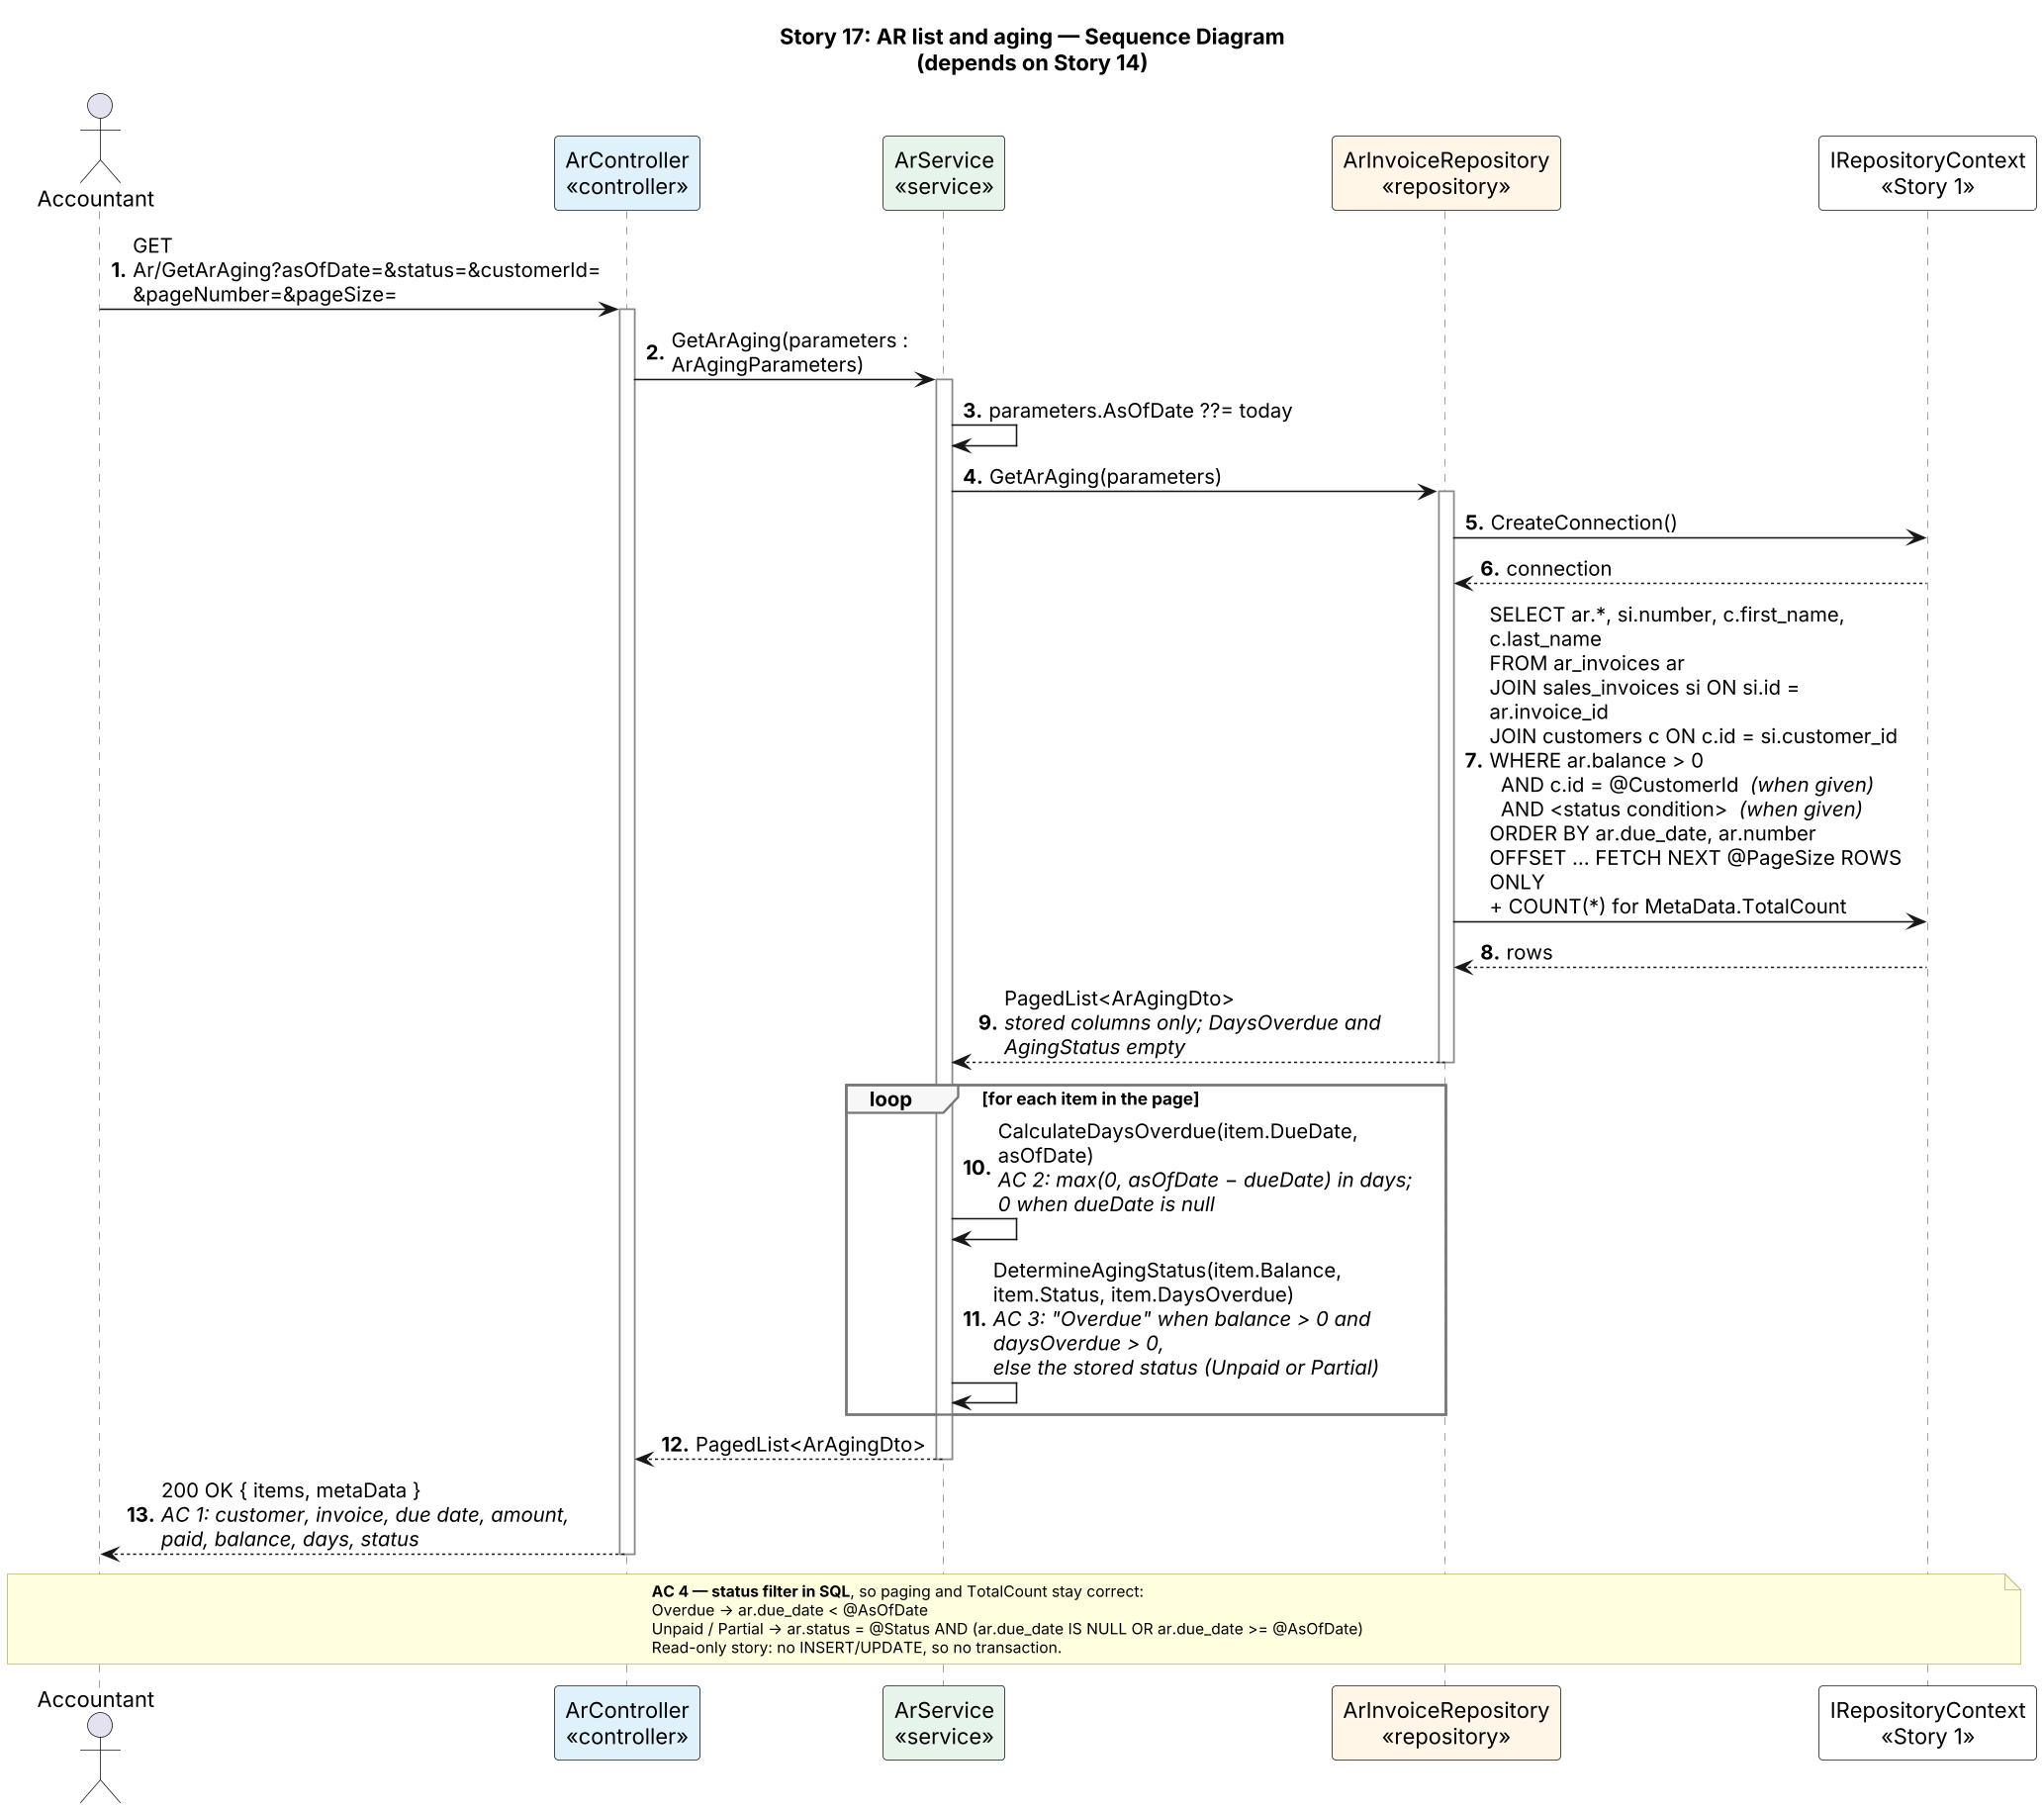 Story 17: AR list and aging — Sequence Diagram
(depends on Story 14)
Accountant
ArController
«controller»
ArService
«service»
ArInvoiceRepository
«repository»
IRepositoryContext
«Story 1»
GET
1. Ar/GetArAging?asOfDate=&status=&customerId=
&pageNumber=&pageSize=
GetArAging(parameters :
2. ArAgingParameters)
3. parameters.AsOfDate ??= today
4. GetArAging(parameters)
5. CreateConnection()
6. connection
SELECT ar.*, si.number, c.first_name,
c.last_name
FROM ar_invoices ar
JOIN sales_invoices si ON si.id =
ar.invoice_id
JOIN customers c ON c.id = si.customer_id
7. WHERE ar.balance > 0
AND c.id = @CustomerId (when given)
AND <status condition> (when given)
ORDER BY ar.due_date, ar.number
OFFSET ... FETCH NEXT @PageSize ROWS
ONLY
+ COUNT(*) for MetaData.TotalCount
8. rows
PagedList<ArAgingDto>
9. stored columns only; DaysOverdue and
AgingStatus empty
loop [for each item in the page]
CalculateDaysOverdue(item.DueDate,
asOfDate)
10. AC 2: max(0, asOfDate − dueDate) in days;
0 when dueDate is null
DetermineAgingStatus(item.Balance,
item.Status, item.DaysOverdue)
11. AC 3: "Overdue" when balance > 0 and
daysOverdue > 0,
else the stored status (Unpaid or Partial)
12. PagedList<ArAgingDto>
200 OK { items, metaData }
13. AC 1: customer, invoice, due date, amount,
paid, balance, days, status
AC 4 — status filter in SQL, so paging and TotalCount stay correct:
Overdue → ar.due_date < @AsOfDate
Unpaid / Partial → ar.status = @Status AND (ar.due_date IS NULL OR ar.due_date >= @AsOfDate)
Read-only story: no INSERT/UPDATE, so no transaction.
Accountant
ArController
«controller»
ArService
«service»
ArInvoiceRepository
«repository»
IRepositoryContext
«Story 1»